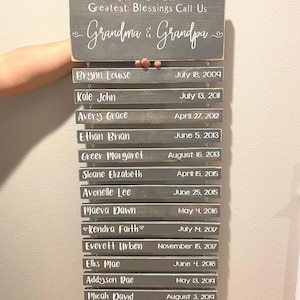 Greatest Blessings Call Us
Grandma & Grandpa
Brynn Louise July 18, 2009
Kale John July 13, 2011
Avery Grace April 27, 2012
Ethan Brian June 5, 2013
Greer Margaret August 16, 2013
Sloane Elizabeth April 15, 2015
Avonelle Lee June 25, 2015
Maeva Dawn May 4, 2016
♥Kendra Faith♥ July 14, 2017
Everett Urben November 15, 2017
Ellis Mae June 4, 2018
Addyson Rae May 13, 2019
Micah David August 3, 2019